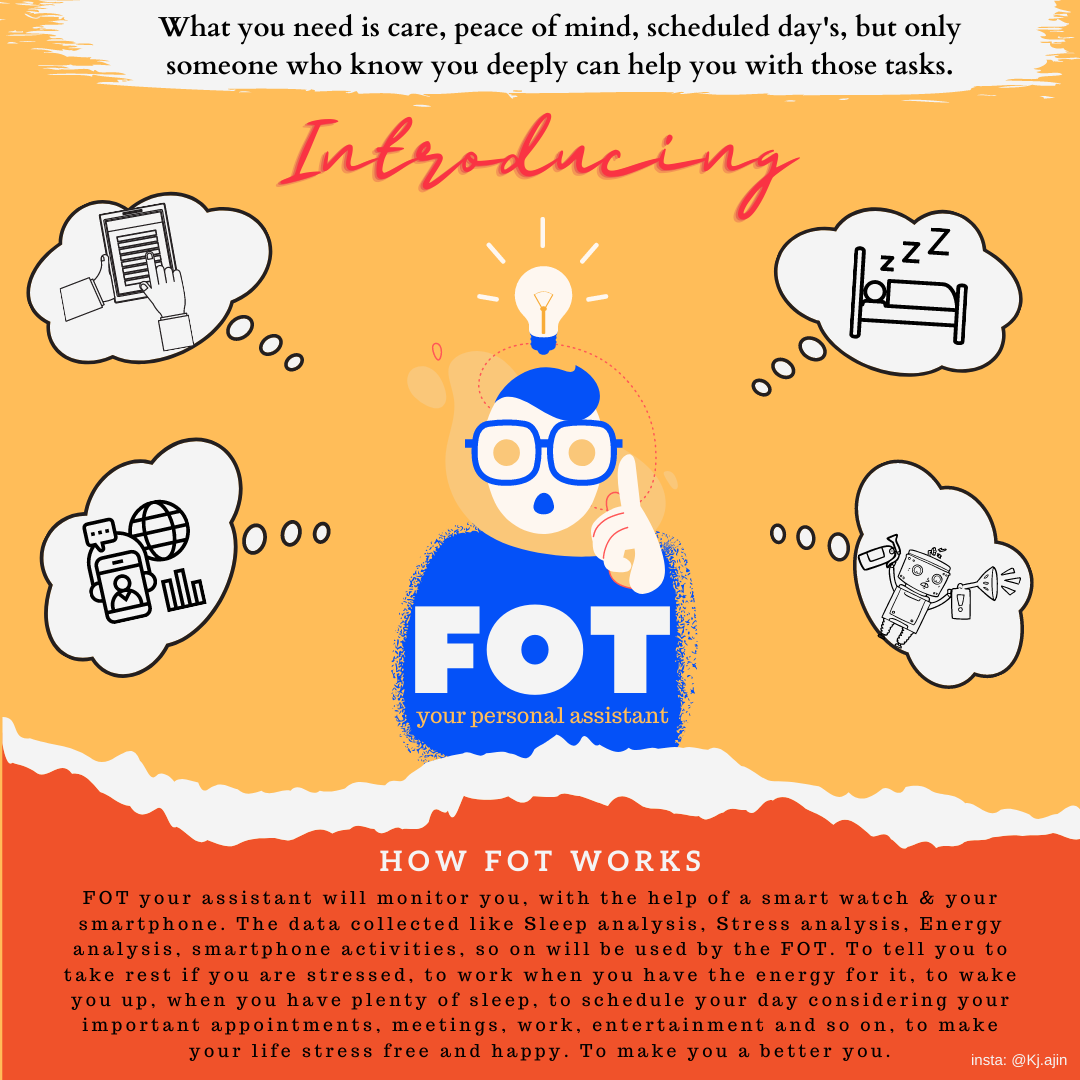 What you need is care, peace of mind, scheduled day's, but only
someone who know you deeply can help you with those tasks.
Introducing
z z z
FOT
your personal assistant
HOW FOT WORKS
FOT your assistant will monitor you, with the help of a smart watch & your
smartphone. The data collected like Sleep analysis, Stress analysis, Energy
analysis, smartphone activities, so on will be used by the FOT. To tell you to
take rest if you are stressed, to work when you have the energy for it, to wake
you up, when you have plenty of sleep, to schedule your day considering your
important appointments, meetings, work, entertainment and so on, to make
your life stress free and happy. To make you a better you.
insta: @Kj.ajin